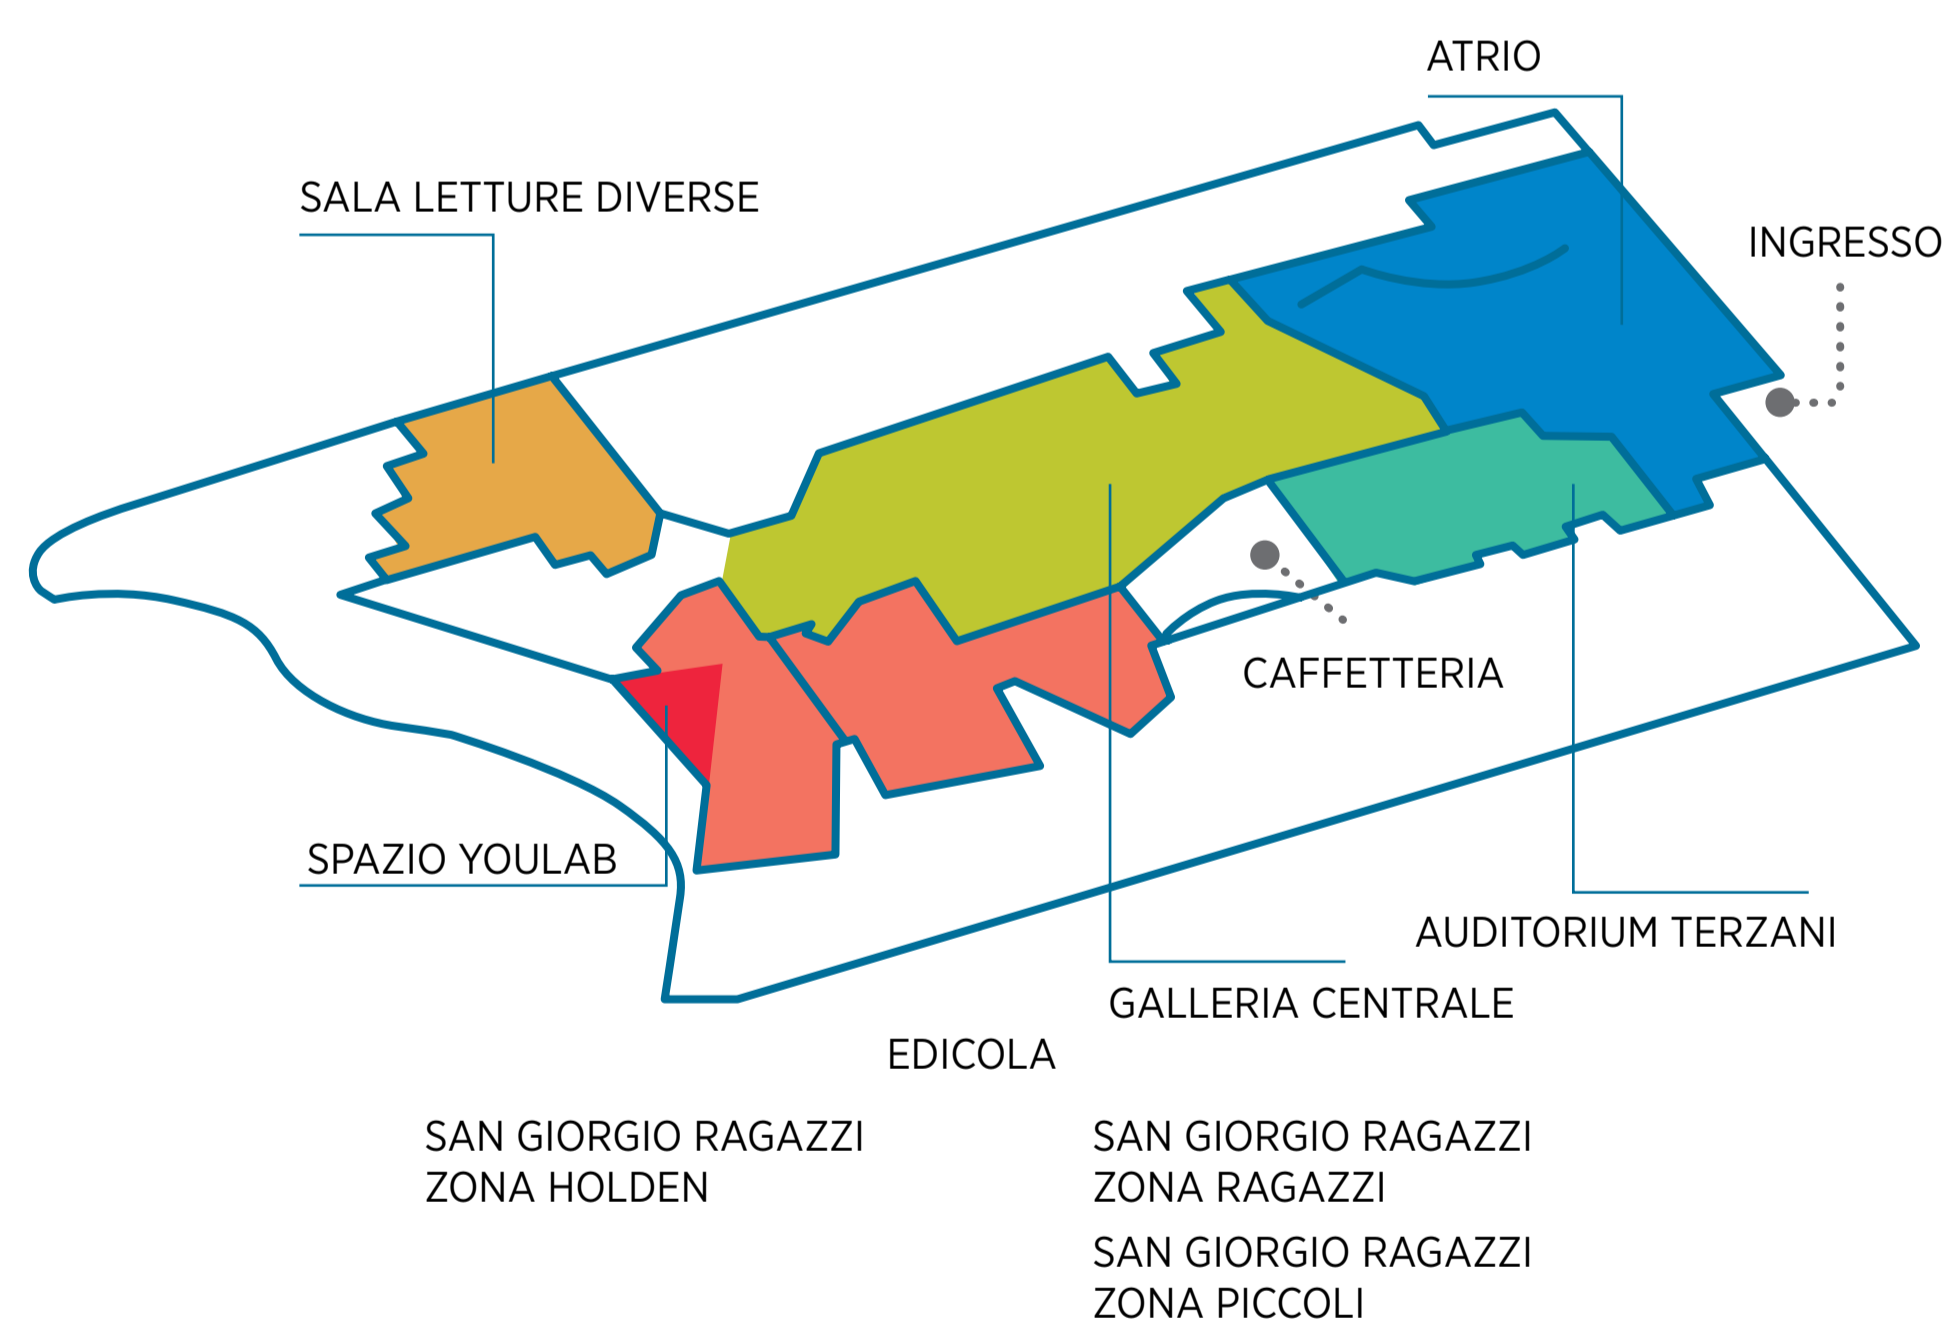 ATRIO
SALA LETTURE DIVERSE
INGRESSO
CAFFETTERIA
SPAZIO YOULAB
AUDITORIUM TERZANI
GALLERIA CENTRALE
EDICOLA
SAN GIORGIO RAGAZZI
ZONA HOLDEN
SAN GIORGIO RAGAZZI
ZONA RAGAZZI
SAN GIORGIO RAGAZZI
ZONA PICCOLI